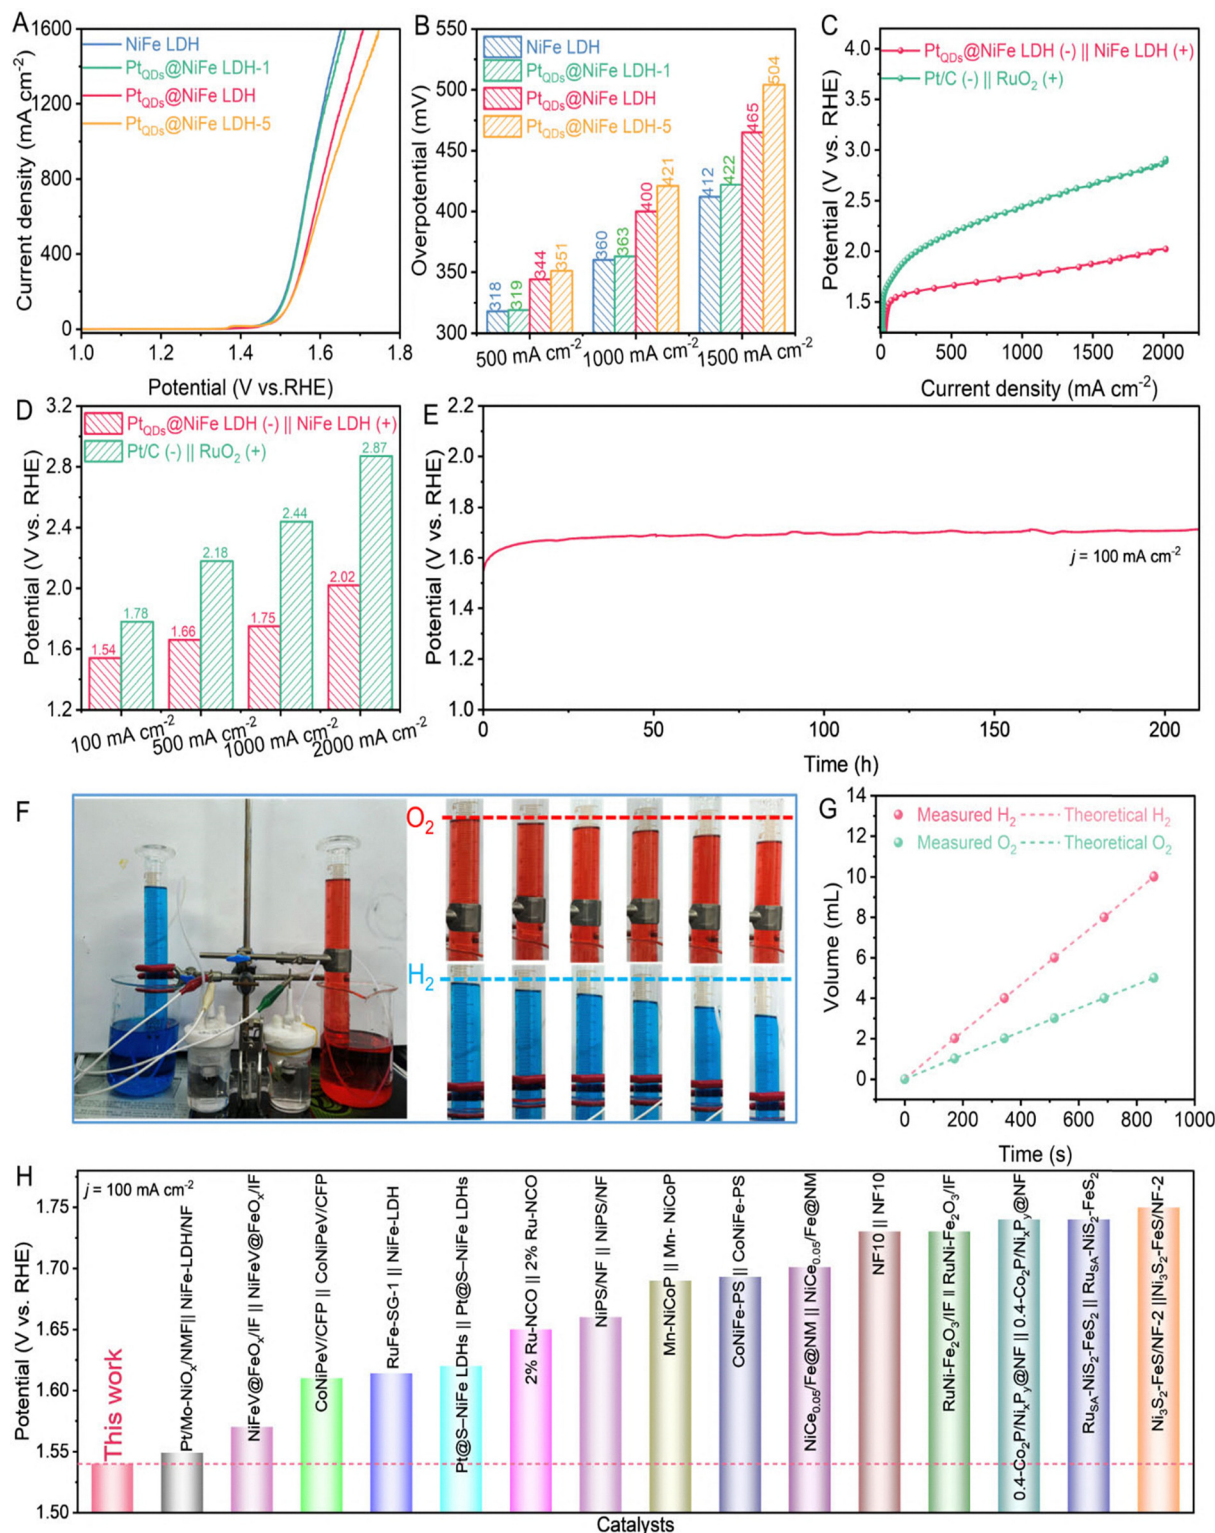 A
1600
1200
800
400
0
1.0
1.2
1.4
1.6
1.8
Current density (mA cm⁻²)
Potential (V vs.RHE)
NiFe LDH
Pt_QDs@NiFe LDH-1
Pt_QDs@NiFe LDH
Pt_QDs@NiFe LDH-5
B
550
500
450
400
350
300
Overpotential (mV)
NiFe LDH
Pt_QDs@NiFe LDH-1
Pt_QDs@NiFe LDH
Pt_QDs@NiFe LDH-5
318
319
344
351
360
363
400
421
412
422
465
504
500 mA cm⁻²
1000 mA cm⁻²
1500 mA cm⁻²
C
4.0
3.5
3.0
2.5
2.0
1.5
Potential (V vs. RHE)
Pt_QDs@NiFe LDH (-) || NiFe LDH (+)
Pt/C (-) || RuO₂ (+)
0
250
500
750
1000
1250
1500
1750
2000
Current density (mA cm⁻²)
D
3.2
2.8
2.4
2.0
1.6
1.2
Potential (V vs. RHE)
Pt_QDs@NiFe LDH (-) || NiFe LDH (+)
Pt/C (-) || RuO₂ (+)
1.54
1.78
1.66
2.18
1.75
2.44
2.02
2.87
100 mA cm⁻²
500 mA cm⁻²
1000 mA cm⁻²
2000 mA cm⁻²
E
2.2
2.0
1.8
1.6
1.4
1.2
1.0
Potential (V vs. RHE)
j = 100 mA cm⁻²
0
50
100
150
200
Time (h)
F
O₂
H₂
G
14
12
10
8
6
4
2
0
Volume (mL)
Measured H₂
Theoretical H₂
Measured O₂
Theoretical O₂
0
200
400
600
800
1000
Time (s)
H
j = 100 mA cm⁻²
1.75
1.70
1.65
1.60
1.55
1.50
Potential (V vs. RHE)
This work
Pt/Mo-NiOₓ/NMF|| NiFe-LDH/NF
NiFeV@FeOₓ/IF || NiFeV@FeOₓ/IF
CoNiPeV/CFP || CoNiPeV/CFP
RuFe-SG-1 || NiFe-LDH
Pt@S–NiFe LDHs || Pt@S–NiFe LDHs
2% Ru-NCO || 2% Ru-NCO
NiPS/NF || NiPS/NF
Mn-NiCoP || Mn- NiCoP
CoNiFe-PS || CoNiFe-PS
NiCe₀.₀₅/Fe@NM || NiCe₀.₀₅/Fe@NM
NF10 || NF10
RuNi-Fe₂O₃/IF || RuNi-Fe₂O₃/IF
0.4-Co₂P/NiₓPᵧ@NF || 0.4-Co₂P/NiₓPᵧ@NF
Ru_SA-NiS₂-FeS₂ || Ru_SA-NiS₂-FeS₂
Ni₃S₂-FeS/NF-2 ||Ni₃S₂-FeS/NF-2
Catalysts